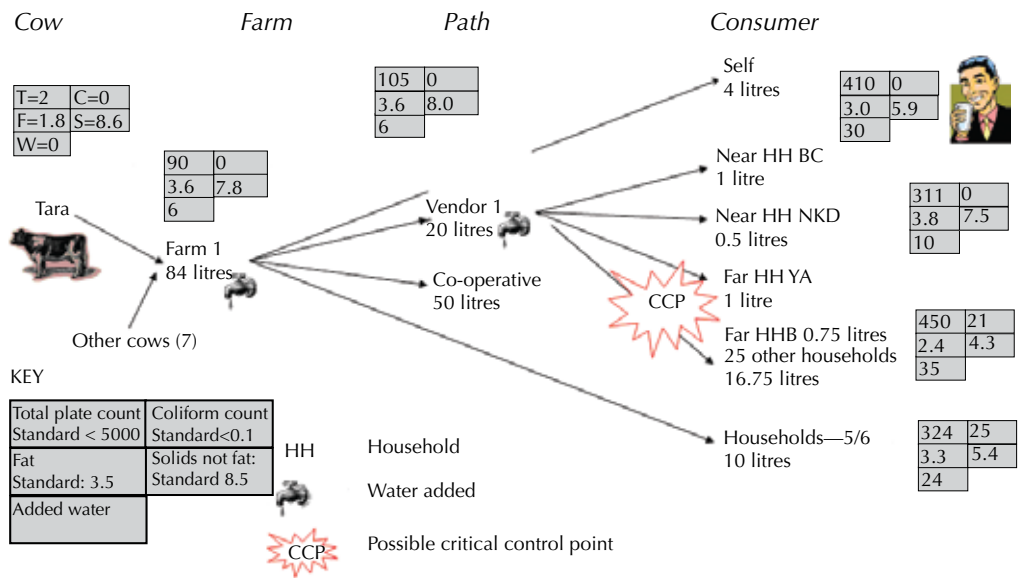 Cow
Farm
Path
Consumer
T=2 C=0
F=1.8 S=8.6
W=0
90 0
3.6 7.8
6
105 0
3.6 8.0
6
Self
4 litres
410 0
3.0 5.9
30
Near HH BC
1 litre
Tara
Vendor 1
20 litres
Near HH NKD
0.5 litres
311 0
3.8 7.5
10
Farm 1
84 litres
Co-operative
50 litres
Far HH YA
1 litre
CCP
Other cows (7)
Far HHB 0.75 litres
25 other households
16.75 litres
450 21
2.4 4.3
35
Households—5/6
10 litres
324 25
3.3 5.4
24
KEY
Total plate count
Standard < 5000
Coliform count
Standard<0.1
Fat
Standard: 3.5
Solids not fat:
Standard 8.5
Added water
HH Household
Water added
CCP Possible critical control point